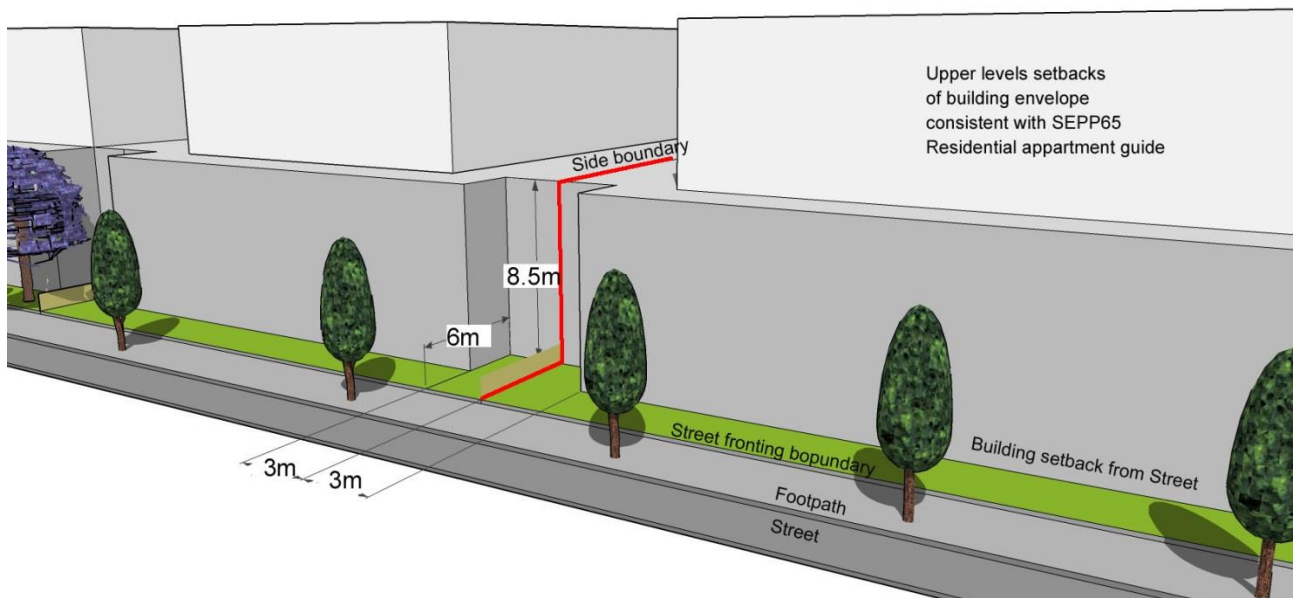 Upper levels setbacks
of building envelope
consistent with SEPP65
Residential appartment guide
Side boundary
8.5m
6m
3m
3m
Street fronting bopundary
Building setback from Street
Footpath
Street